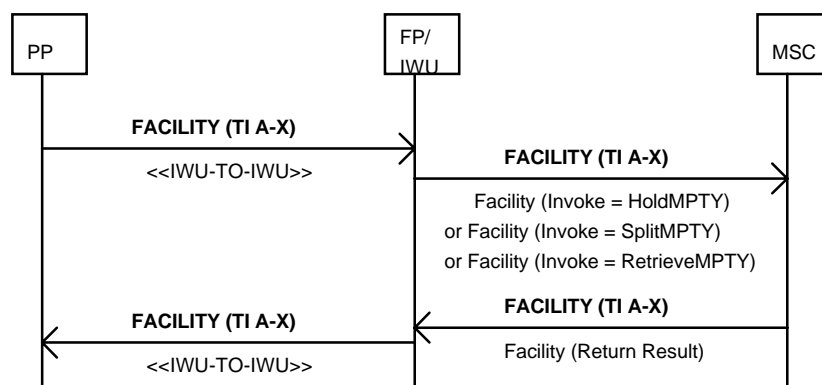 PP
FP/
IWU
MSC
FACILITY (TI A-X)
<<IWU-TO-IWU>>
FACILITY (TI A-X)
Facility (Invoke = HoldMPTY)
or Facility (Invoke = SplitMPTY)
or Facility (Invoke = RetrieveMPTY)
FACILITY (TI A-X)
Facility (Return Result)
FACILITY (TI A-X)
<<IWU-TO-IWU>>